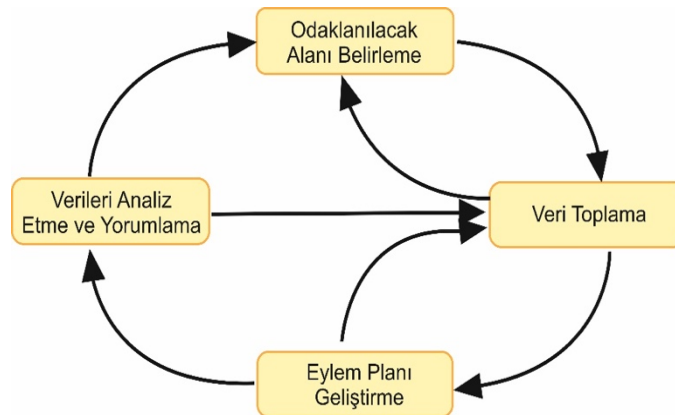 Odaklanılacak
Alanı Belirleme
Verileri Analiz
Etme ve Yorumlama
Veri Toplama
Eylem Planı
Geliştirme